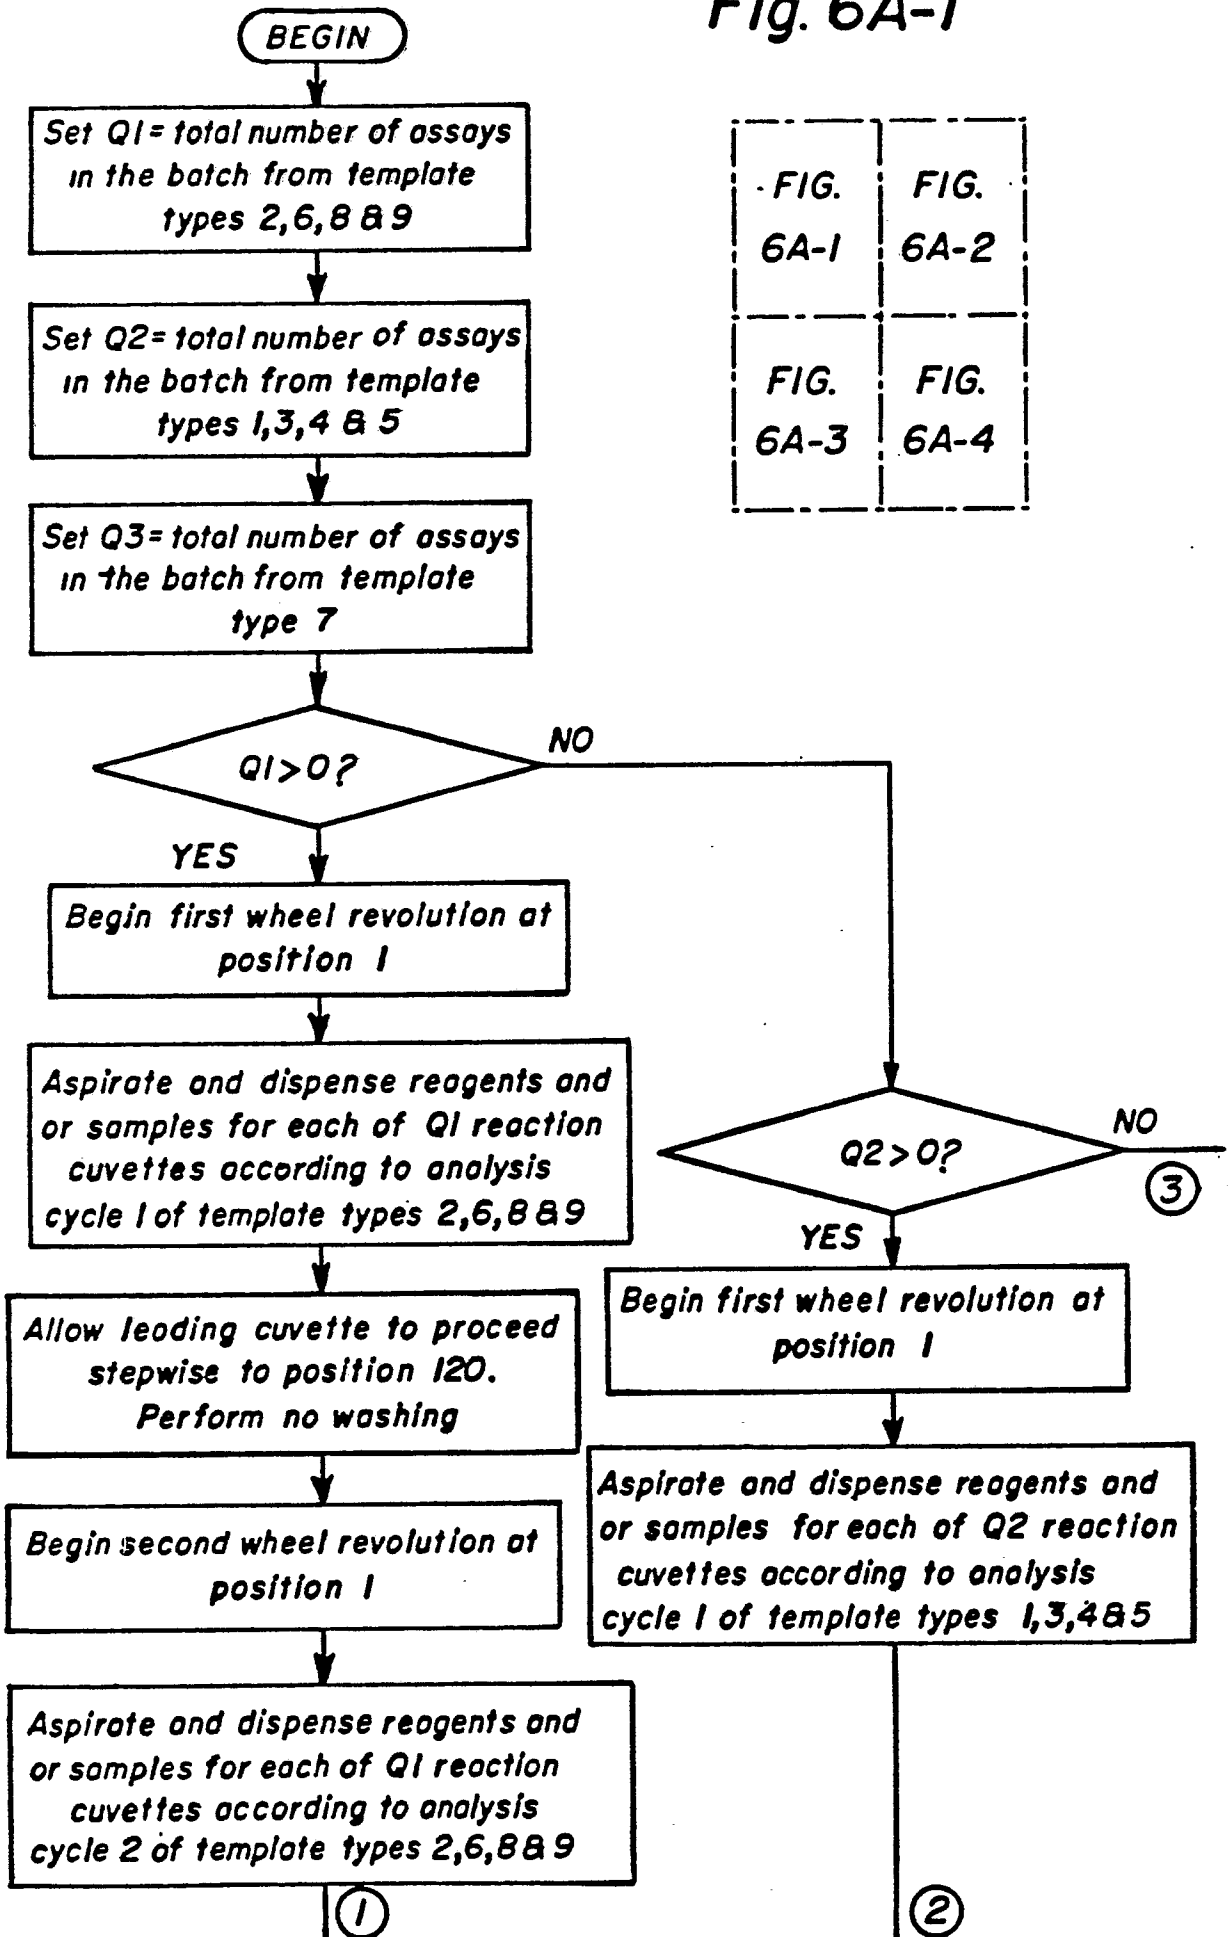 Fig. 6A-1
BEGIN
Set Q1= total number of assays
in the batch from template
types 2,6,8 & 9
Set Q2= total number of assays
in the batch from template
types 1,3,4 & 5
Set Q3= total number of assays
in the batch from template
type 7
FIG.
6A-1
FIG.
6A-2
FIG.
6A-3
FIG.
6A-4
Q1>0?
NO
YES
Begin first wheel revolution at
position 1
Aspirate and dispense reagents and
or samples for each of Q1 reaction
cuvettes according to analysis
cycle 1 of template types 2,6,8&9
Allow leading cuvette to proceed
stepwise to position 120.
Perform no washing
Begin second wheel revolution at
position 1
Aspirate and dispense reagents and
or samples for each of Q1 reaction
cuvettes according to analysis
cycle 2 of template types 2,6,8&9
1
Q2>0?
NO
3
YES
Begin first wheel revolution at
position 1
Aspirate and dispense reagents and
or samples for each of Q2 reaction
cuvettes according to analysis
cycle 1 of template types 1,3,4&5
2